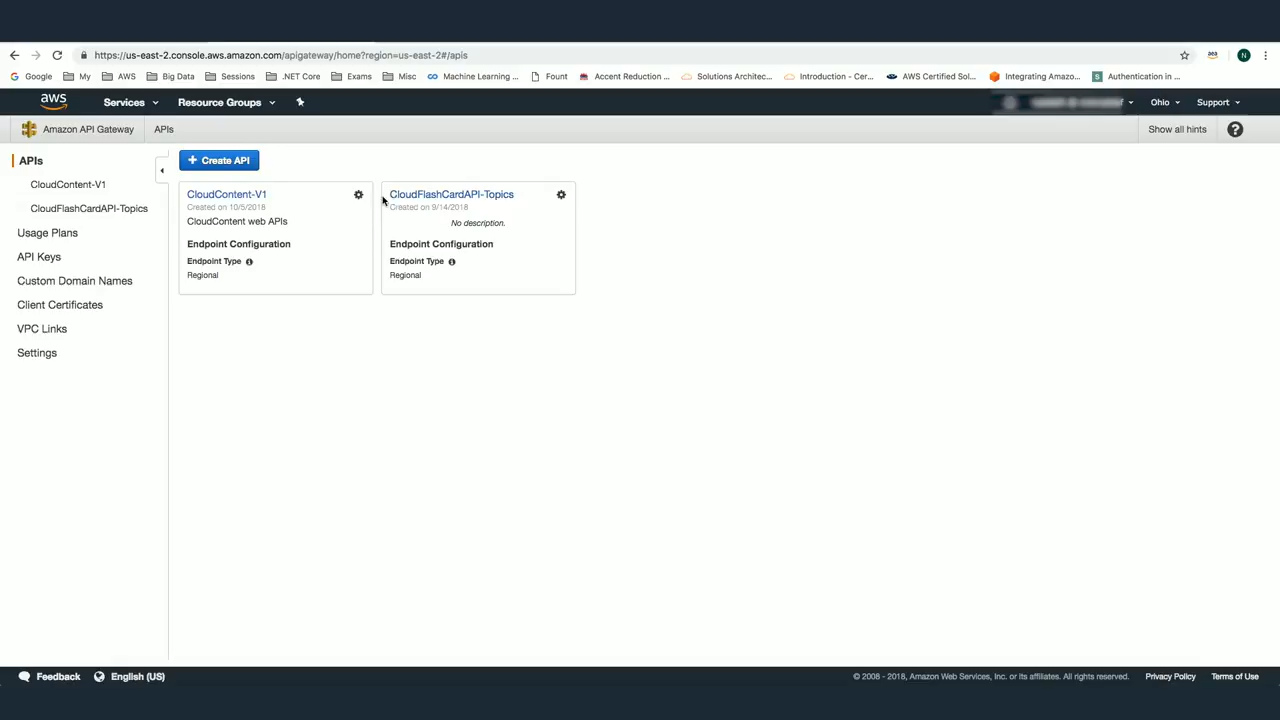 https://us-east-2.console.aws.amazon.com/apigateway/home?region=us-east-2#/apis
aea
N
Google My AWS Big Data Sessions .NET Core Exams Misc Machine Learning ... Fount Accent Reduction ... Solutions Architec... Introduction - Cer... AWS Certified Sol... Integrating Amazo... S Authentication in ...
aws Services Resource Groups Ohio Support
Amazon API Gateway APIs Show all hints ?
APIs
CloudContent-V1
CloudFlashCardAPI-Topics
Usage Plans
API Keys
Custom Domain Names
Client Certificates
VPC Links
Settings
+ Create API
CloudContent-V1
Created on 10/5/2018
CloudContent web APIs
Endpoint Configuration
Endpoint Type i
Regional
CloudFlashCardAPI-Topics
Created on 9/14/2018
No description.
Endpoint Configuration
Endpoint Type i
Regional
Feedback English (US) © 2008 - 2018, Amazon Web Services, Inc. or its affiliates. All rights reserved. Privacy Policy Terms of Use